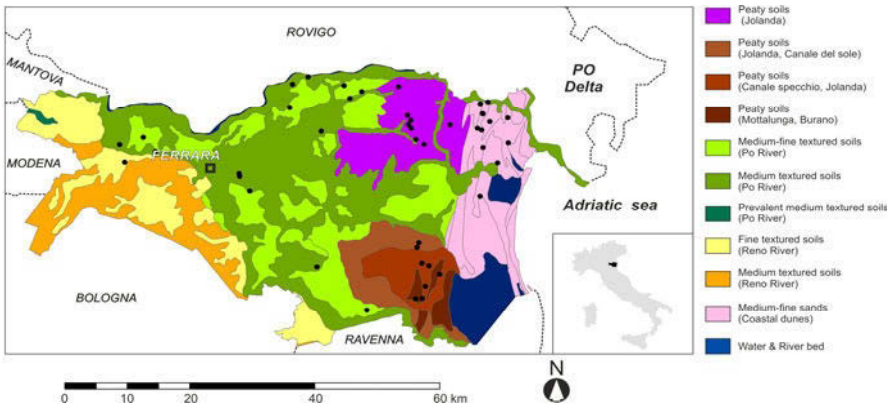 ROVIGO
MANTOVA
PO
Delta
FERRARA
MODENA
Adriatic sea
BOLOGNA
RAVENNA
N
0 10 20 40 60 km
Peaty soils
(Jolanda)
Peaty soils
(Jolanda, Canale del sole)
Peaty soils
(Canale specchio, Jolanda)
Peaty soils
(Mottalunga, Burano)
Medium-fine textured soils
(Po River)
Medium textured soils
(Po River)
Prevalent medium textured soils
(Po River)
Fine textured soils
(Reno River)
Medium textured soils
(Reno River)
Medium-fine sands
(Coastal dunes)
Water & River bed